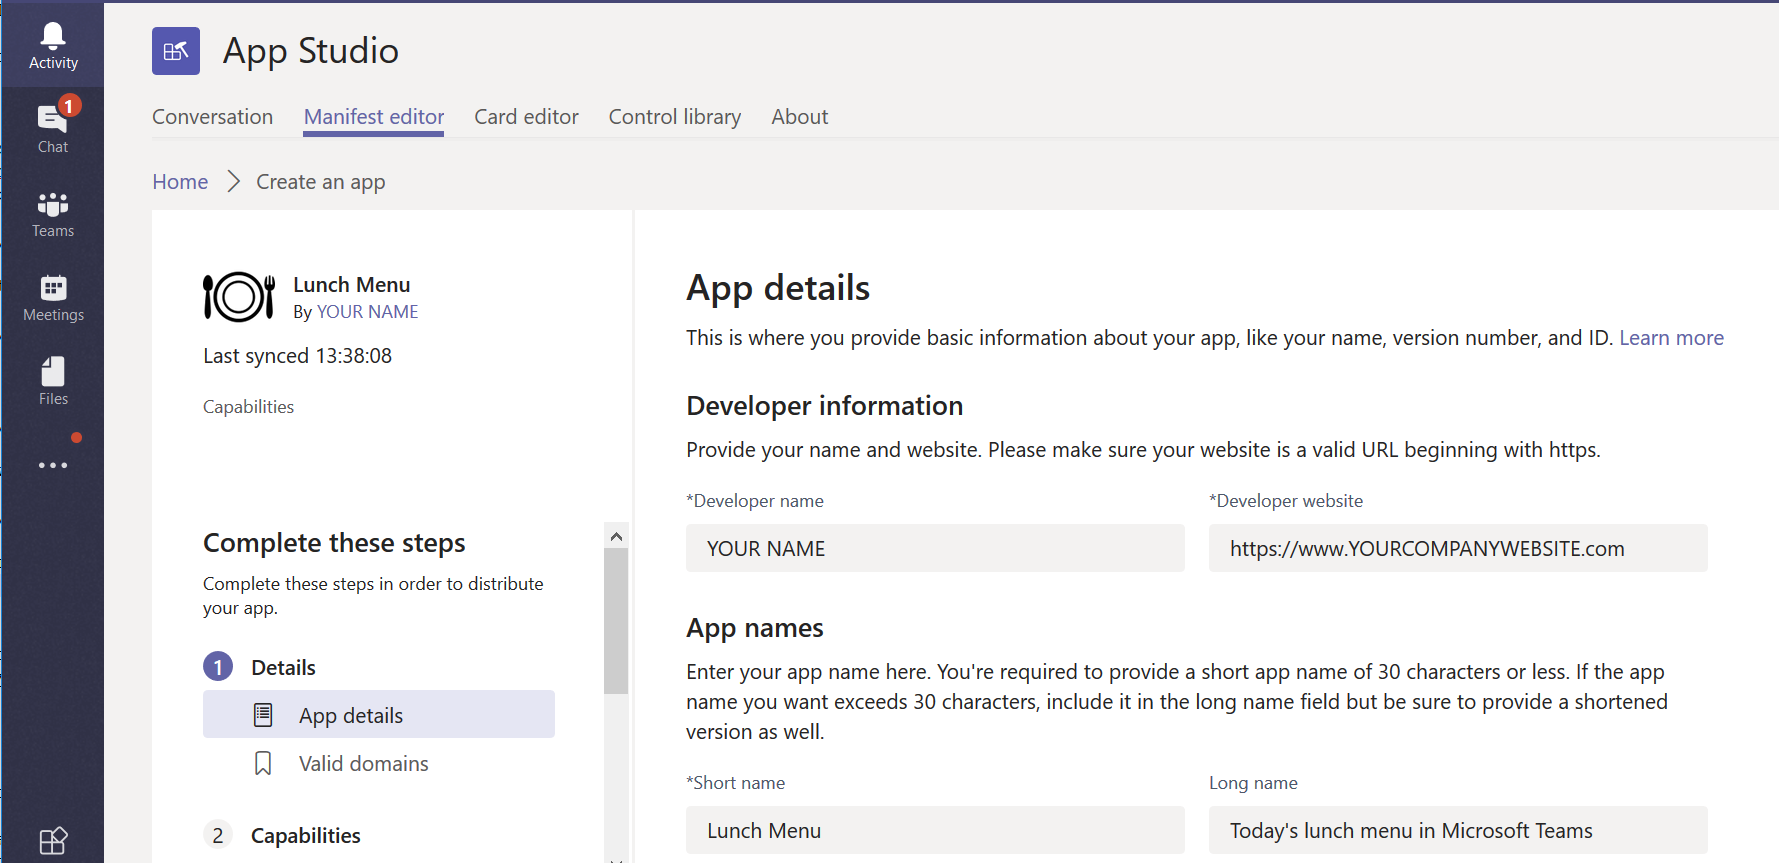 Activity
1
Chat
Teams
Meetings
Files
App Studio
Conversation Manifest editor Card editor Control library About
Home Create an app
Lunch Menu
By YOUR NAME
Last synced 13:38:08
Capabilities
Complete these steps
Complete these steps in order to distribute
your app.
1 Details
App details
Valid domains
2 Capabilities
App details
This is where you provide basic information about your app, like your name, version number, and ID. Learn more
Developer information
Provide your name and website. Please make sure your website is a valid URL beginning with https.
*Developer name
YOUR NAME
*Developer website
https://www.YOURCOMPANYWEBSITE.com
App names
Enter your app name here. You're required to provide a short app name of 30 characters or less. If the app
name you want exceeds 30 characters, include it in the long name field but be sure to provide a shortened
version as well.
*Short name
Lunch Menu
Long name
Today's lunch menu in Microsoft Teams